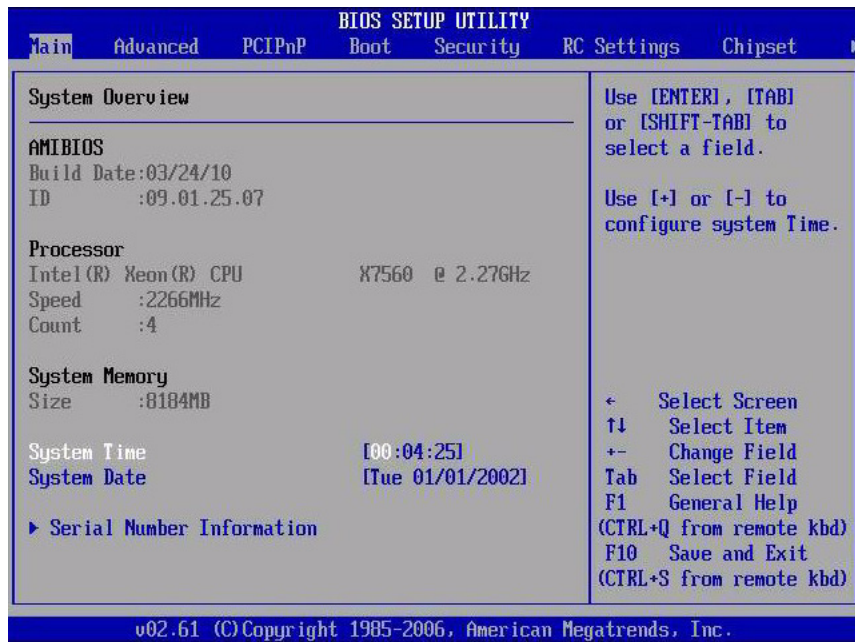 BIOS SETUP UTILITY
Main Advanced PCIPnP Boot Security RC Settings Chipset
System Overview
AMIBIOS
Build Date:03/24/10
ID :09.01.25.07
Processor
Intel(R) Xeon(R) CPU X7560 @ 2.27GHz
Speed :2266MHz
Count :4
System Memory
Size :8184MB
System Time [00:04:25]
System Date [Tue 01/01/2002]
▶ Serial Number Information
Use [ENTER], [TAB]
or [SHIFT-TAB] to
select a field.
Use [+] or [-] to
configure system Time.
← Select Screen
↑↓ Select Item
+- Change Field
Tab Select Field
F1 General Help
(CTRL+Q from remote kbd)
F10 Save and Exit
(CTRL+S from remote kbd)
v02.61 (C)Copyright 1985-2006, American Megatrends, Inc.